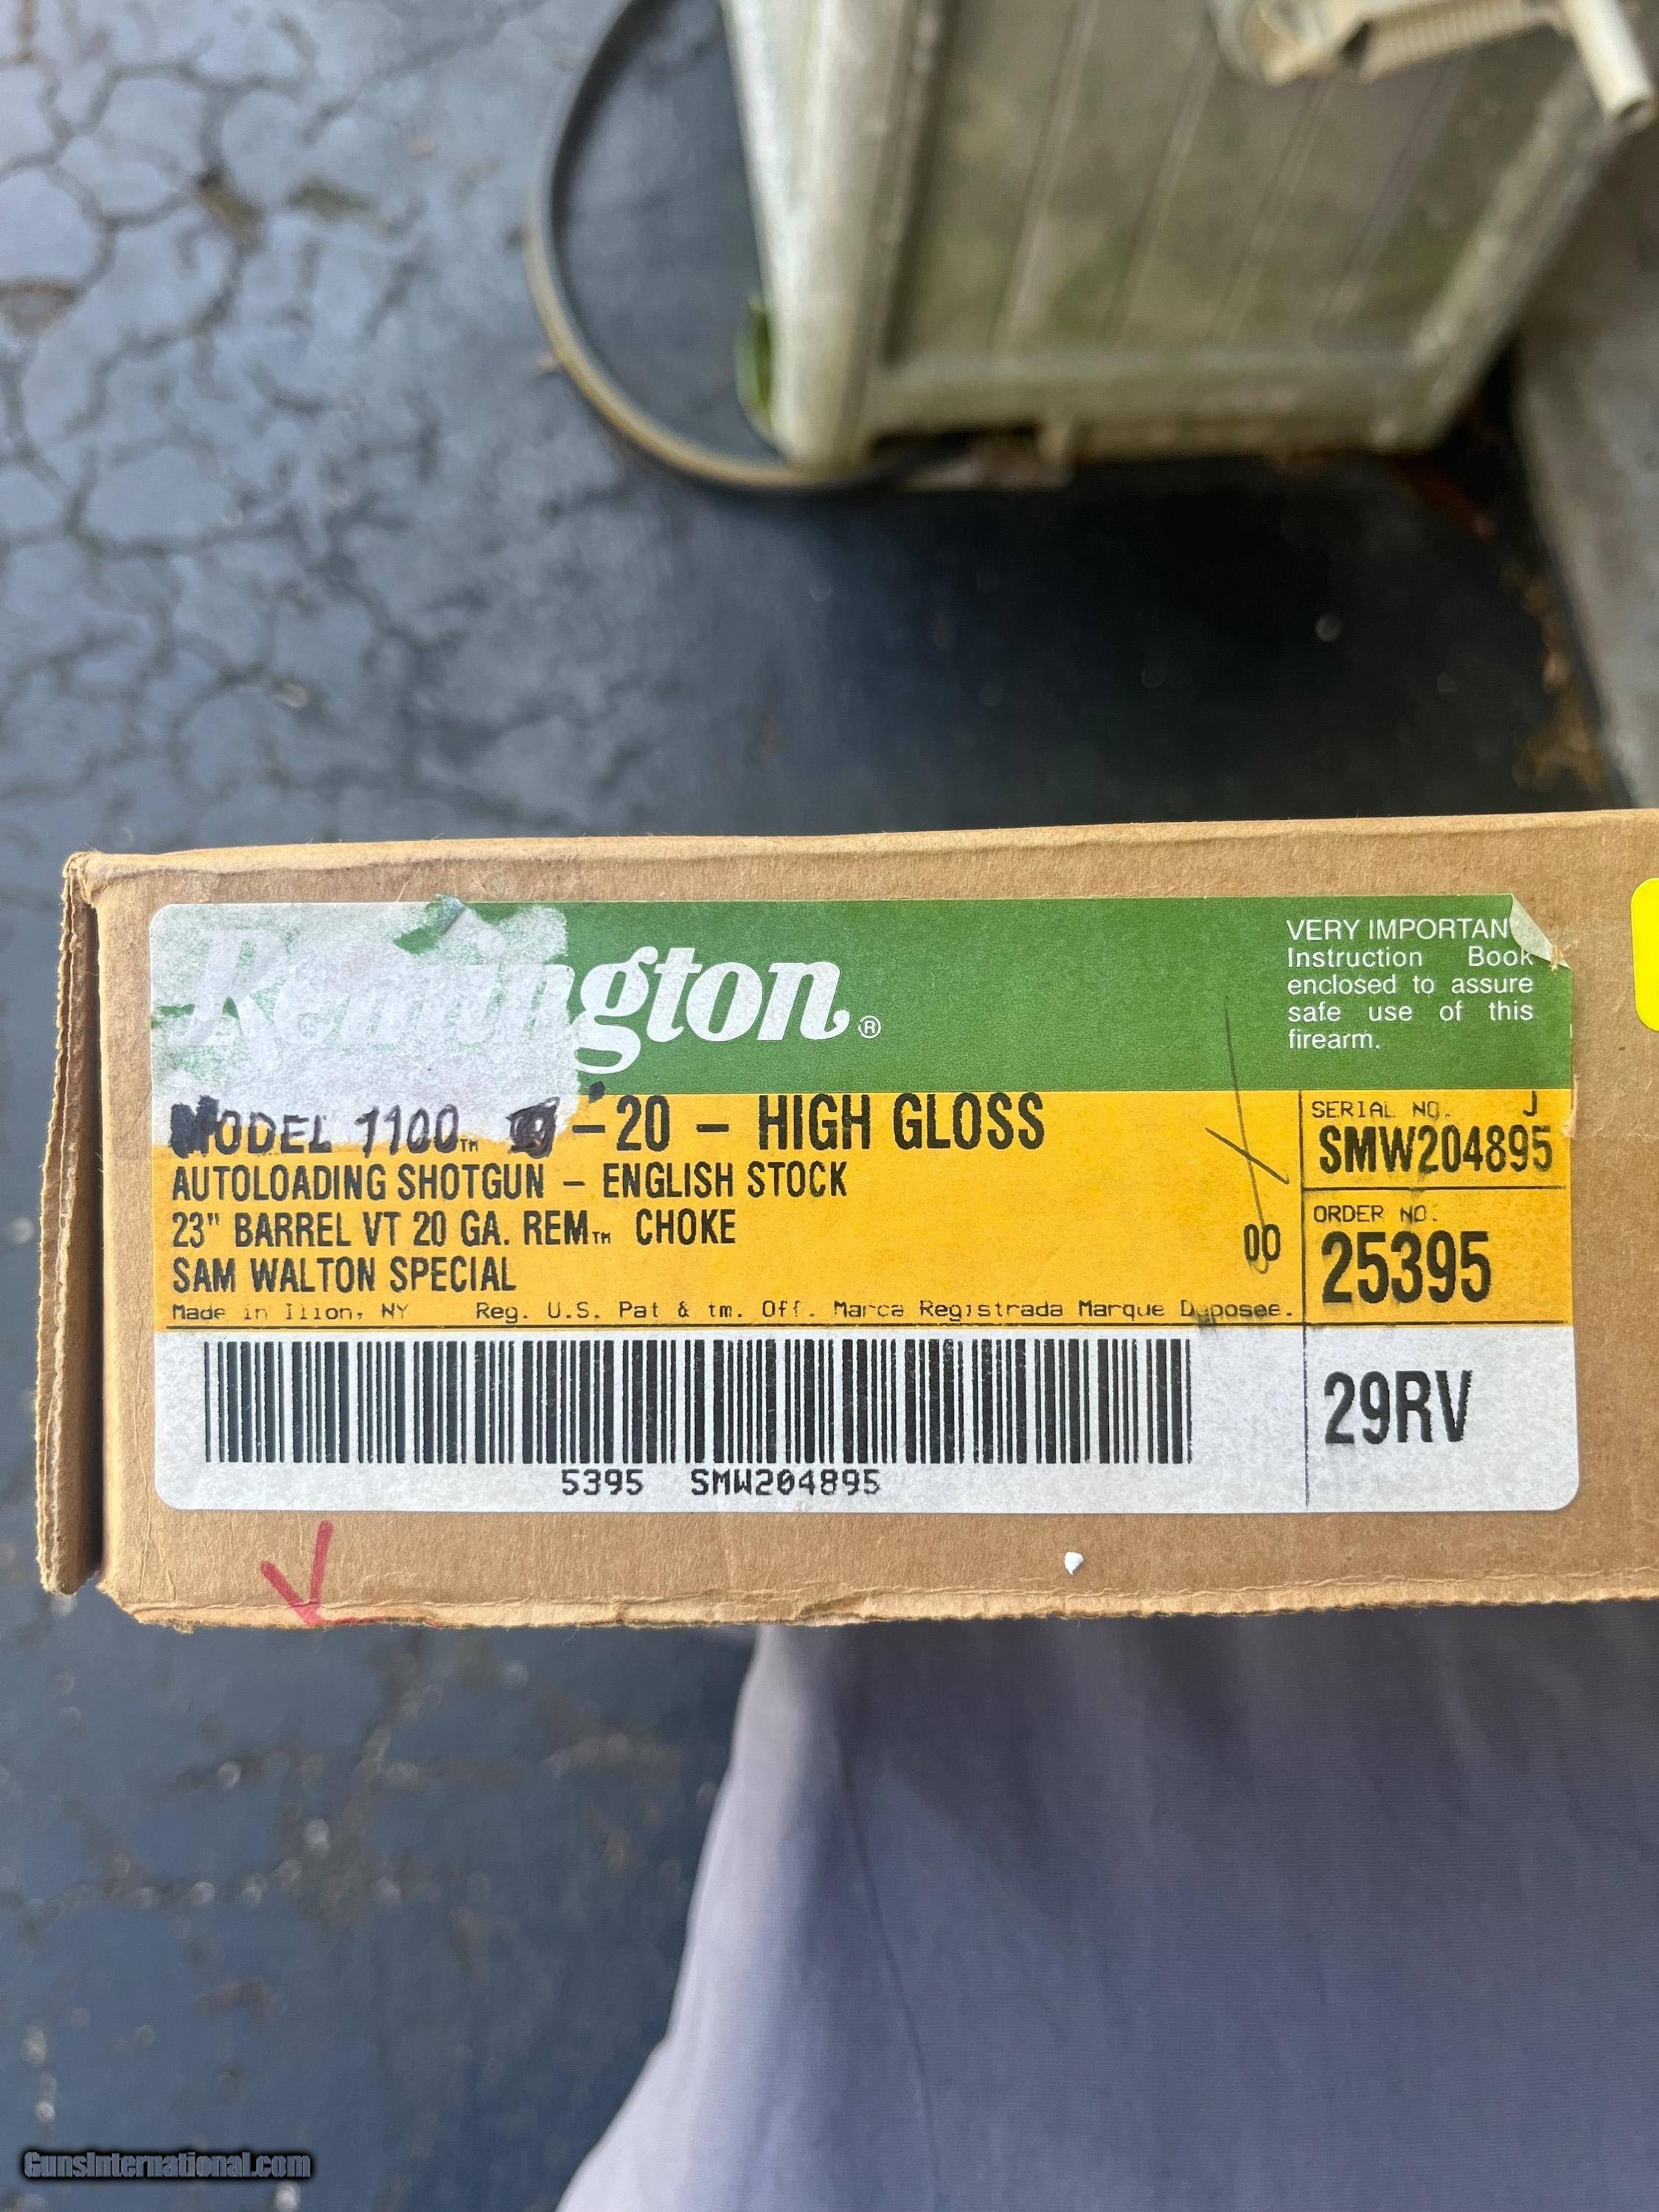 Remington®
VERY IMPORTAN
Instruction Book
enclosed to assure
safe use of this
firearm.
MODEL 1100™ -20 - HIGH GLOSS
AUTOLOADING SHOTGUN - ENGLISH STOCK
23" BARREL VT 20 GA. REM™ CHOKE
SAM WALTON SPECIAL
00
Made in Ilion, NY Reg. U.S. Pat & tm. Off. Marca Registrada Marque Deposee.
SERIAL NO. J
SMW204895
ORDER NO.
25395
29RV
5395 SMW204895
GunsInternational.com